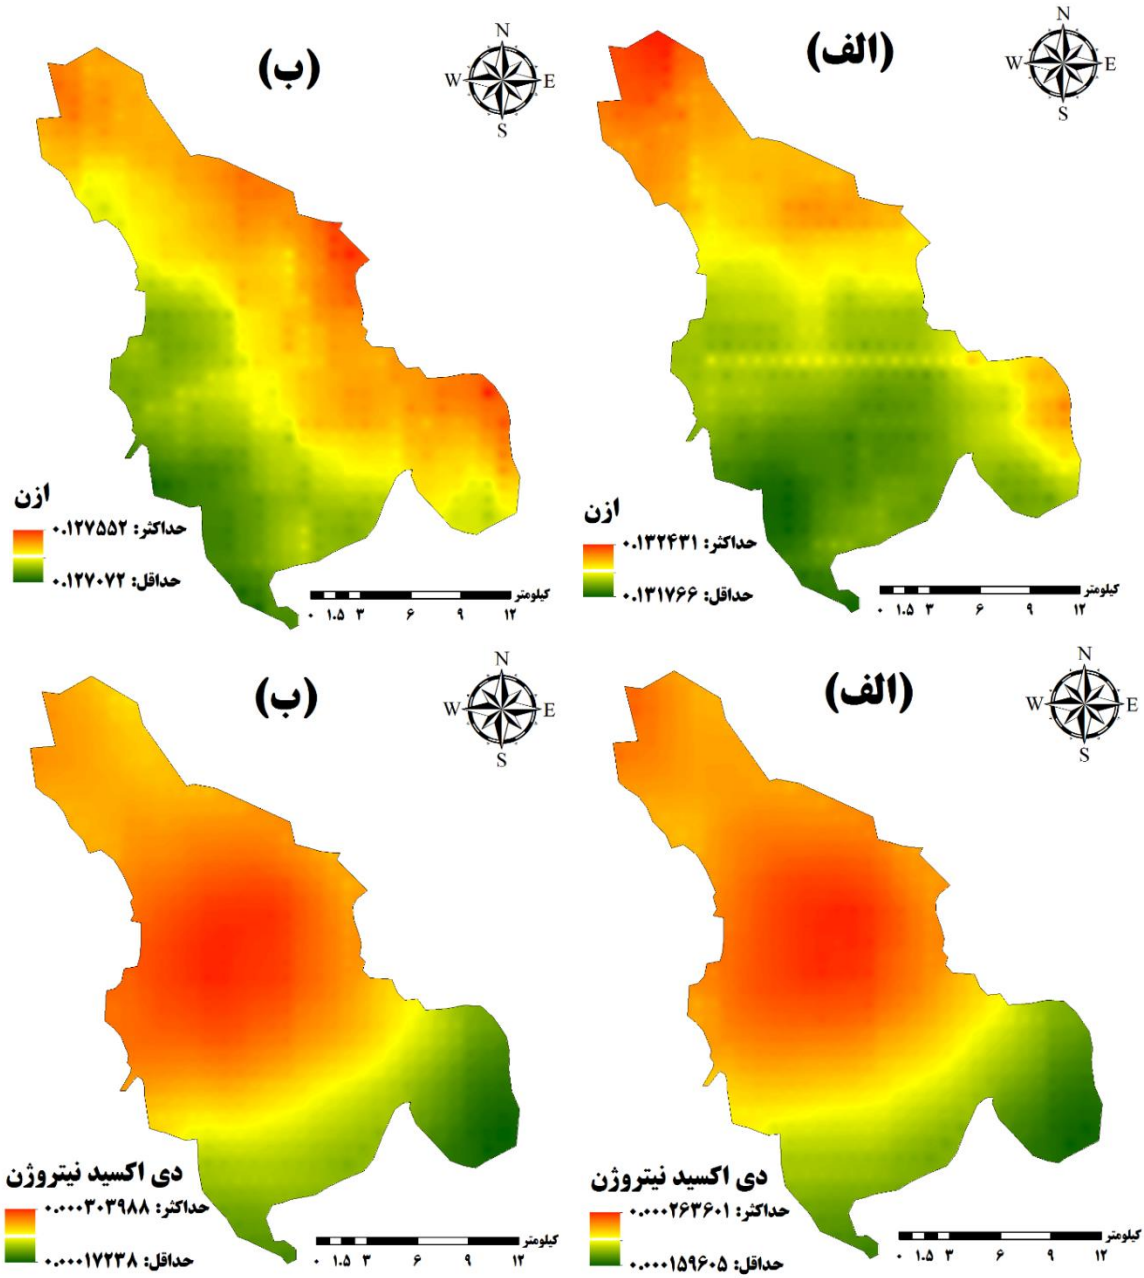 (الف)
N
W E
S
ازن
حداکثر: ۰.۱۳۲۴۳۱
حداقل: ۰.۱۳۱۷۶۶
کیلومتر
۰ ۱.۵ ۳ ۶ ۹ ۱۲
(ب)
N
W E
S
ازن
حداکثر: ۰.۱۲۷۵۵۲
حداقل: ۰.۱۲۷۰۷۲
کیلومتر
۰ ۱.۵ ۳ ۶ ۹ ۱۲
(الف)
N
W E
S
دی اکسید نیتروژن
حداکثر: ۰.۰۰۰۲۶۳۶۰۱
حداقل: ۰.۰۰۰۱۵۹۶۰۵
کیلومتر
۰ ۱.۵ ۳ ۶ ۹ ۱۲
(ب)
N
W E
S
دی اکسید نیتروژن
حداکثر: ۰.۰۰۰۳۰۳۹۸۸
حداقل: ۰.۰۰۰۱۷۲۳۸
کیلومتر
۰ ۱.۵ ۳ ۶ ۹ ۱۲